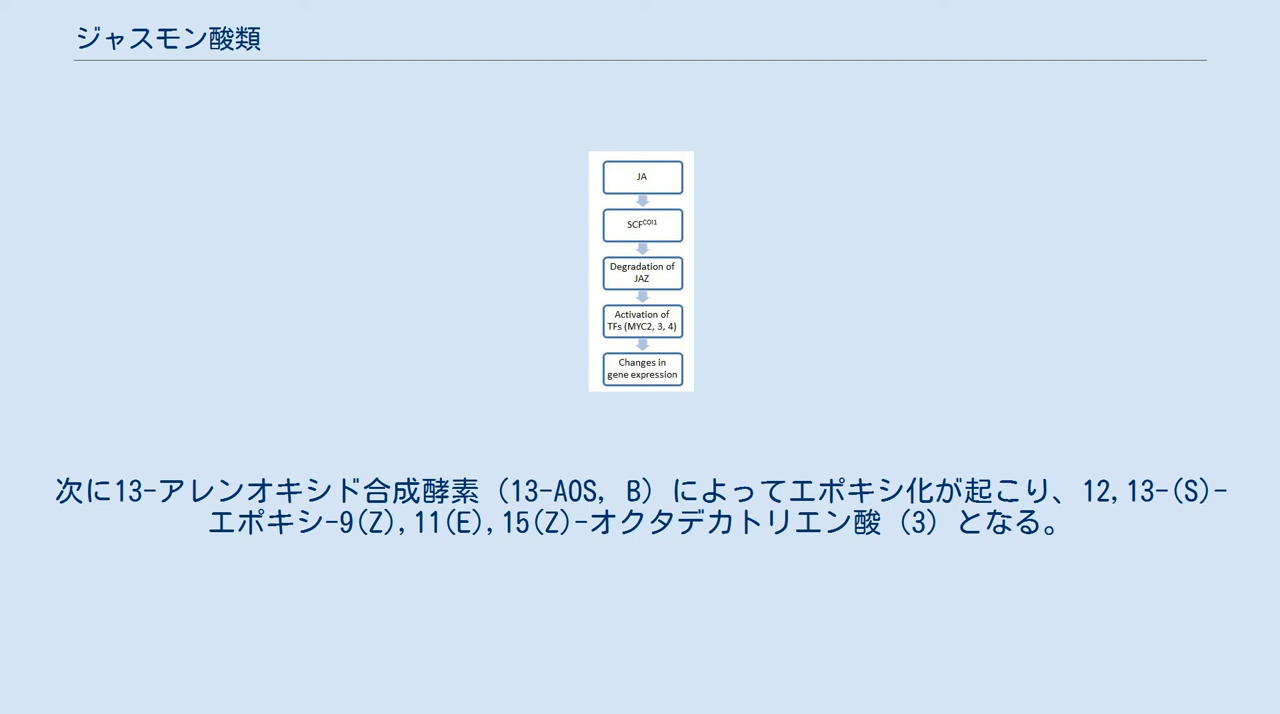 ジャスモン酸類
JA
SCFCOI1
Degradation of
JAZ
Activation of
TFs (MYC2, 3, 4)
Changes in
gene expression
次に13-アレンオキシド合成酵素（13-AOS, B）によってエポキシ化が起こり、12,13-(S)-
エポキシ-9(Z),11(E),15(Z)-オクタデカトリエン酸（3）となる。